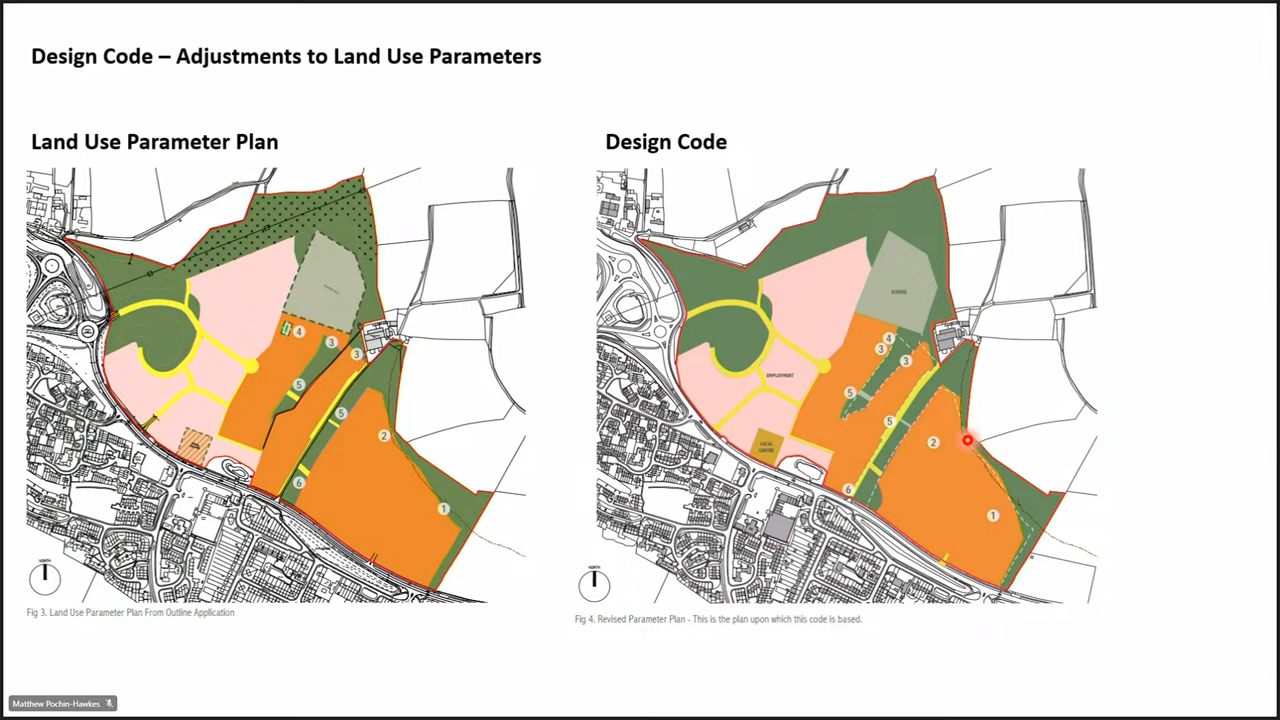 Design Code – Adjustments to Land Use Parameters
Land Use Parameter Plan
Design Code
4
3
3
5
5
2
6
1
NORTH
Fig 3. Land Use Parameter Plan From Outline Application
SCHOOL
4
3
3
EMPLOYMENT
5
5
2
LOCAL
CENTRE
6
1
NORTH
Fig 4. Revised Parameter Plan - This is the plan upon which this code is based.
Matthew Pochin-Hawkes